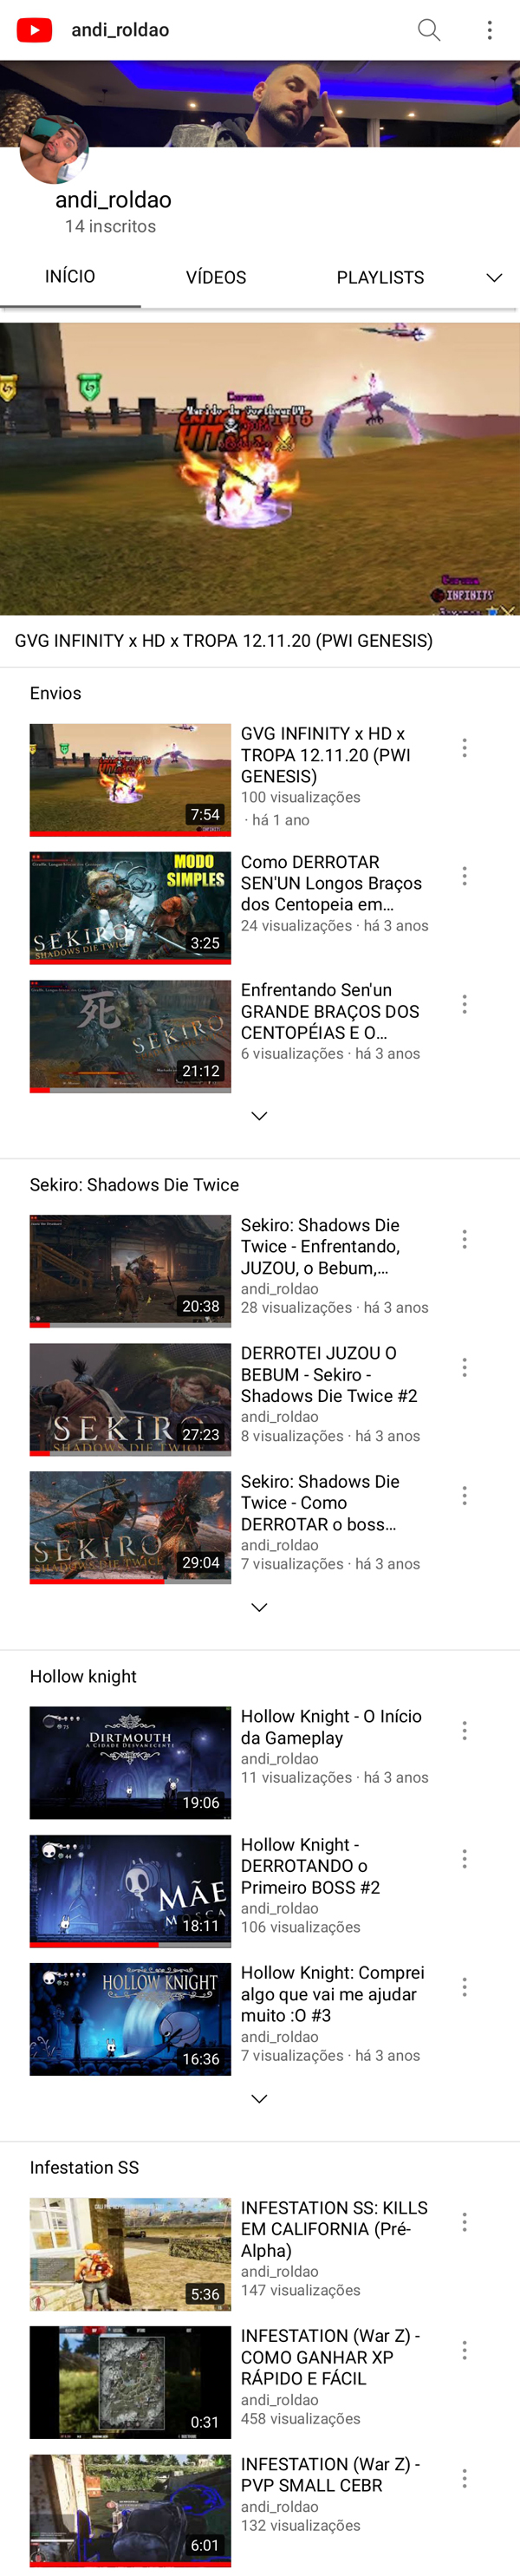 andi_roldao
andi_roldao
14 inscritos
INÍCIO
VÍDEOS
PLAYLISTS
Curona
Marido da
HIT
Curona
INFINITY
GVG INFINITY x HD x TROPA 12.11.20 (PWI GENESIS)
Envios
7:54
GVG INFINITY x HD x
TROPA 12.11.20 (PWI
GENESIS)
100 visualizações
· há 1 ano
MODO
SIMPLES
SEKIRO
SHADOWS DIE TWICE
3:25
Como DERROTAR
SEN'UN Longos Braços
dos Centopeia em...
24 visualizações · há 3 anos
死
SEKIRO
21:12
Enfrentando Sen'un
GRANDE BRAÇOS DOS
CENTOPÉIAS E O...
6 visualizações · há 3 anos
Sekiro: Shadows Die Twice
20:38
Sekiro: Shadows Die
Twice - Enfrentando,
JUZOU, o Bebum,...
andi_roldao
28 visualizações · há 3 anos
SEKIRO
SHADOWS DIE TWICE
27:23
DERROTEI JUZOU O
BEBUM - Sekiro -
Shadows Die Twice #2
andi_roldao
8 visualizações · há 3 anos
SEKIRO
SHADOWS DIE TWICE
29:04
Sekiro: Shadows Die
Twice - Como
DERROTAR o boss...
andi_roldao
7 visualizações · há 3 anos
Hollow knight
75
DIRTMOUTH
A CIDADE DESVANECENTE
19:06
Hollow Knight - O Início
da Gameplay
andi_roldao
11 visualizações · há 3 anos
44
MÃE
MOSCA
18:11
Hollow Knight -
DERROTANDO o
Primeiro BOSS #2
andi_roldao
106 visualizações
52
HOLLOW KNIGHT
16:36
Hollow Knight: Comprei
algo que vai me ajudar
muito :O #3
andi_roldao
7 visualizações · há 3 anos
Infestation SS
5:36
INFESTATION SS: KILLS
EM CALIFORNIA (Pré-
Alpha)
andi_roldao
147 visualizações
0:31
INFESTATION (War Z) -
COMO GANHAR XP
RÁPIDO E FÁCIL
andi_roldao
458 visualizações
6:01
INFESTATION (War Z) -
PVP SMALL CEBR
andi_roldao
132 visualizações